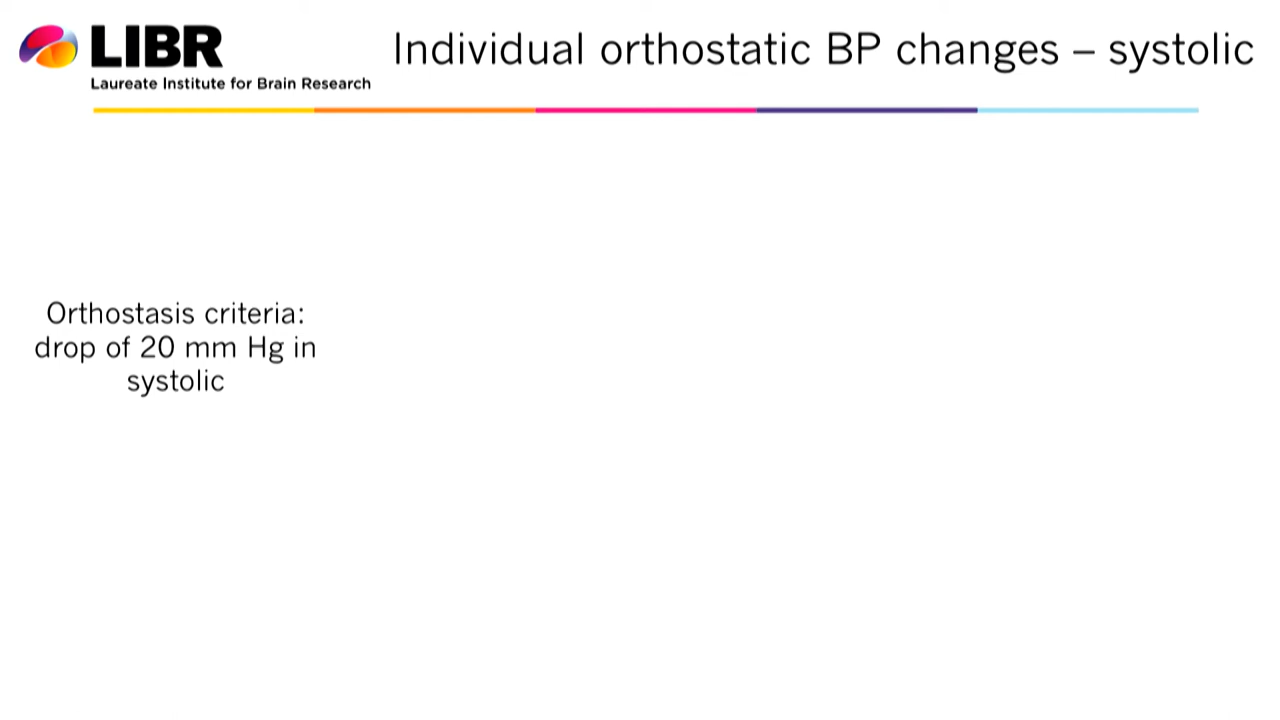 LIBR
Laureate Institute for Brain Research
Individual orthostatic BP changes – systolic
Orthostasis criteria:
drop of 20 mm Hg in
systolic